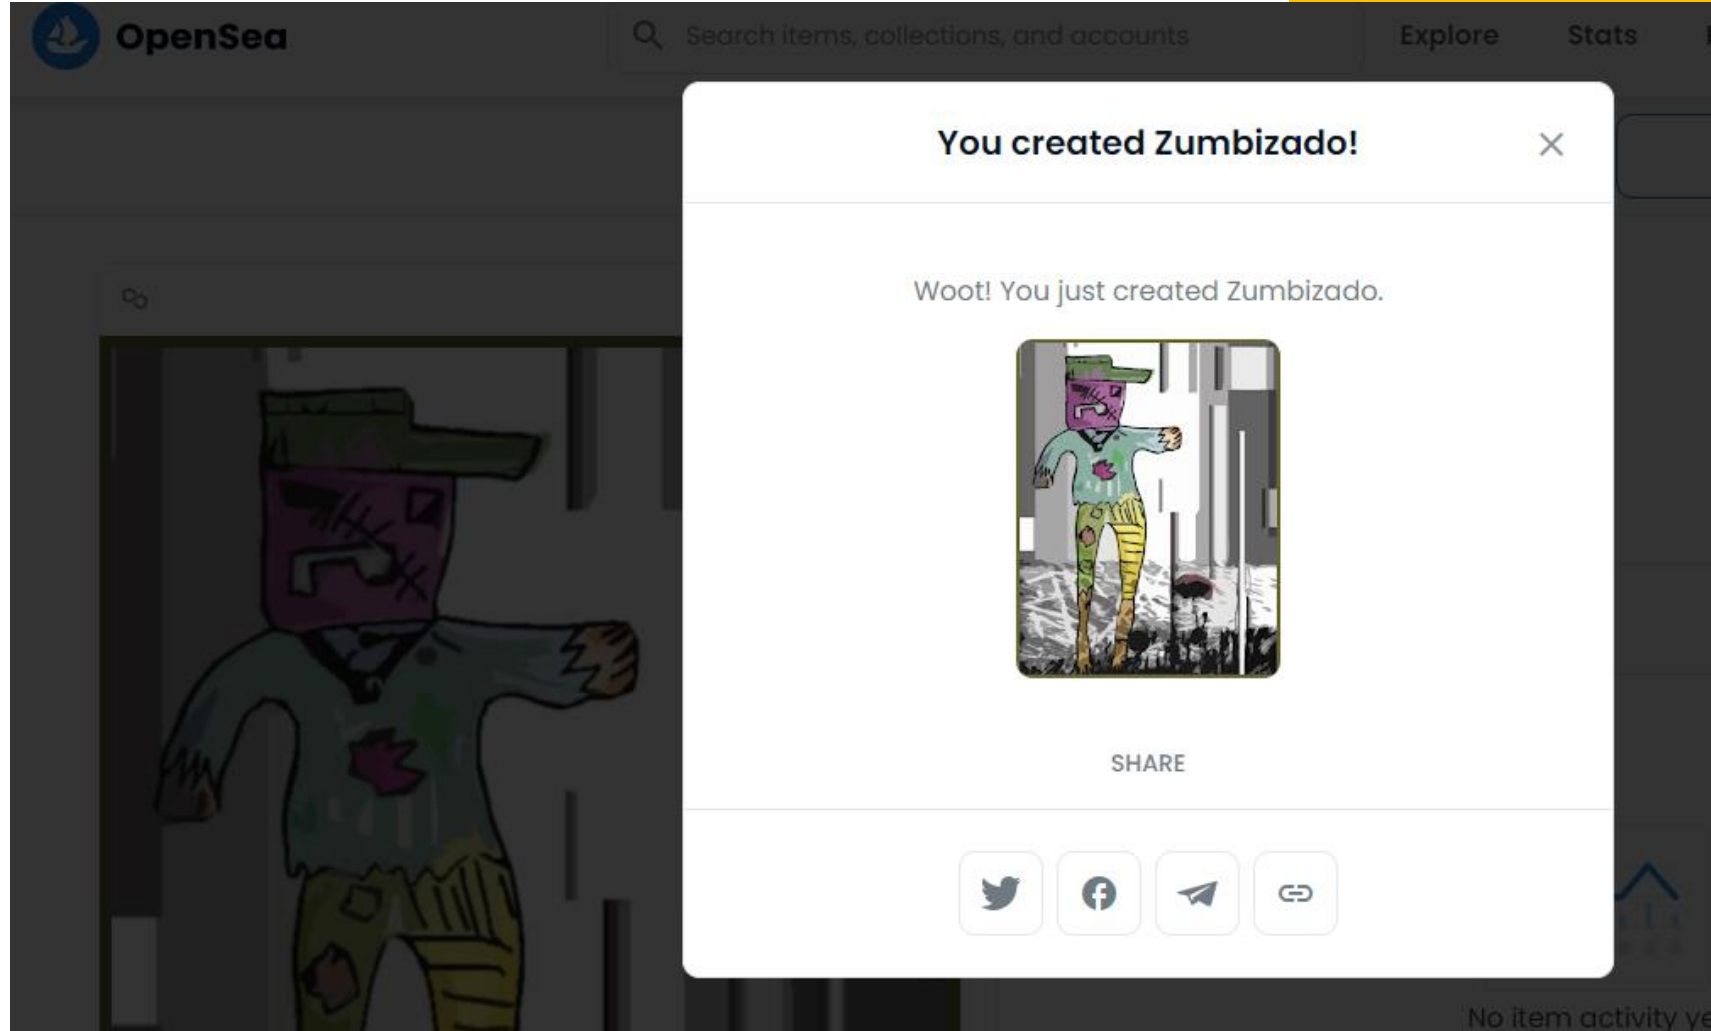 OpenSea
Search items, collections, and accounts
Explore
Stats
You created Zumbizado!
Woot! You just created Zumbizado.
SHARE
No item activity ye